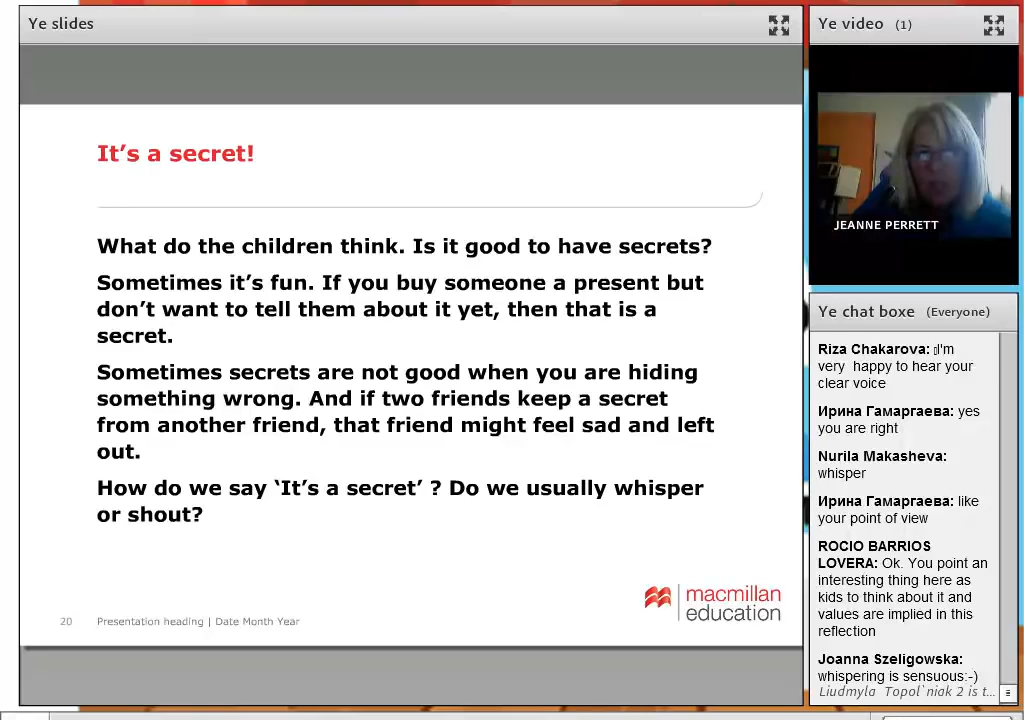 Ye slides
It's a secret!
What do the children think. Is it good to have secrets?
Sometimes it's fun. If you buy someone a present but
don't want to tell them about it yet, then that is a
secret.
Sometimes secrets are not good when you are hiding
something wrong. And if two friends keep a secret
from another friend, that friend might feel sad and left
out.
How do we say ‘It's a secret’ ? Do we usually whisper
or shout?
macmillan
education
20 Presentation heading | Date Month Year
Ye video (1)
JEANNE PERRETT
Ye chat boxe (Everyone)
Riza Chakarova: I'm
very happy to hear your
clear voice
Ирина Гамаргаева: yes
you are right
Nurila Makasheva:
whisper
Ирина Гамаргаева: like
your point of view
ROCIO BARRIOS
LOVERA: Ok. You point an
interesting thing here as
kids to think about it and
values are implied in this
reflection
Joanna Szeligowska:
whispering is sensuous:-)
Liudmyla Topol`niak 2 is t...